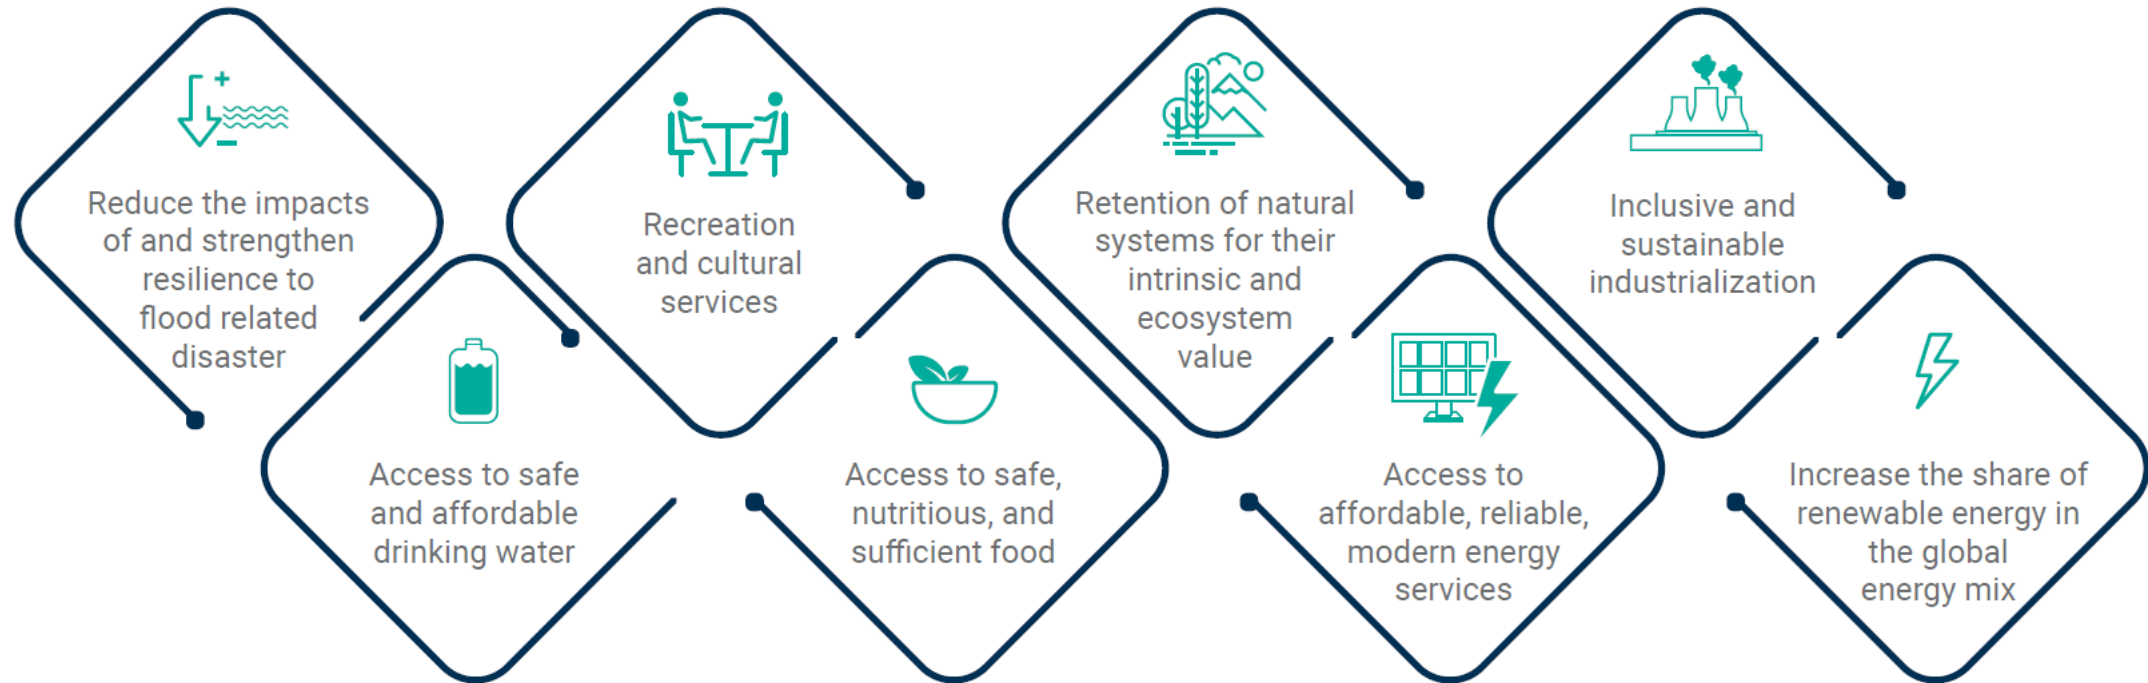 Reduce the impacts
of and strengthen
resilience to
flood related
disaster
Access to safe
and affordable
drinking water
Recreation
and cultural
services
Access to safe,
nutritious, and
sufficient food
Retention of natural
systems for their
intrinsic and
ecosystem
value
Access to
affordable, reliable,
modern energy
services
Inclusive and
sustainable
industrialization
Increase the share of
renewable energy in
the global
energy mix